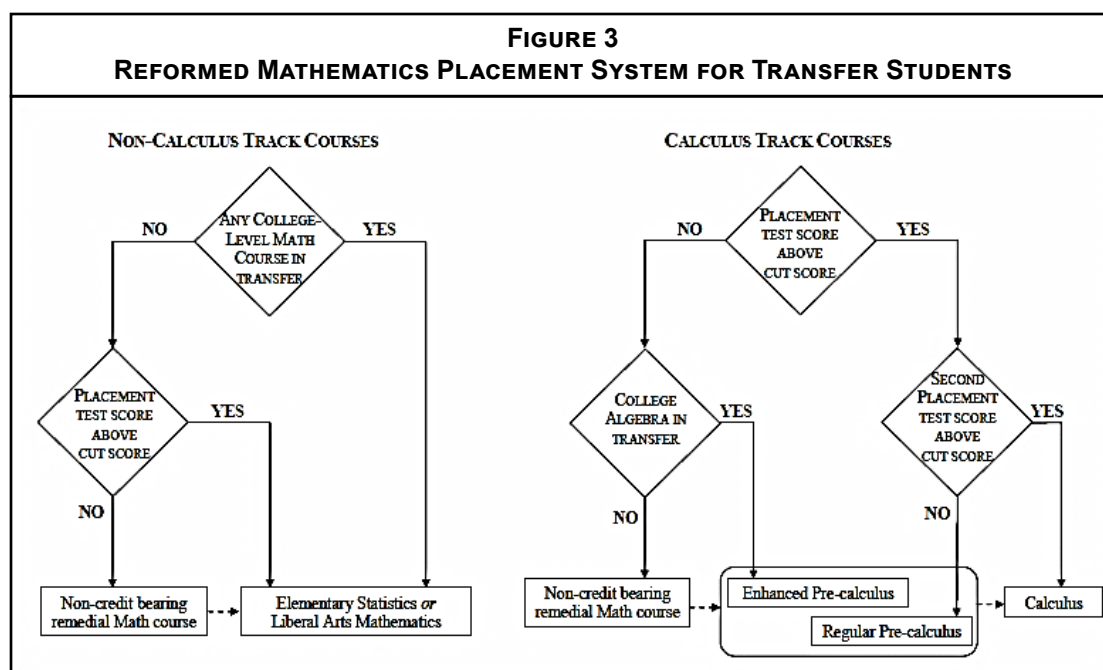 FIGURE 3
REFORMED MATHEMATICS PLACEMENT SYSTEM FOR TRANSFER STUDENTS
NON-CALCULUS TRACK COURSES
ANY COLLEGE-
LEVEL MATH
COURSE IN
TRANSFER
NO
YES
PLACEMENT
TEST SCORE
ABOVE
CUT SCORE
YES
NO
Non-credit bearing
remedial Math course
Elementary Statistics or
Liberal Arts Mathematics
CALCULUS TRACK COURSES
PLACEMENT
TEST SCORE
ABOVE
CUT SCORE
NO
YES
COLLEGE
ALGEBRA IN
TRANSFER
YES
NO
SECOND
PLACEMENT
TEST SCORE
ABOVE
CUT SCORE
YES
NO
Non-credit bearing
remedial Math course
Enhanced Pre-calculus
Regular Pre-calculus
Calculus